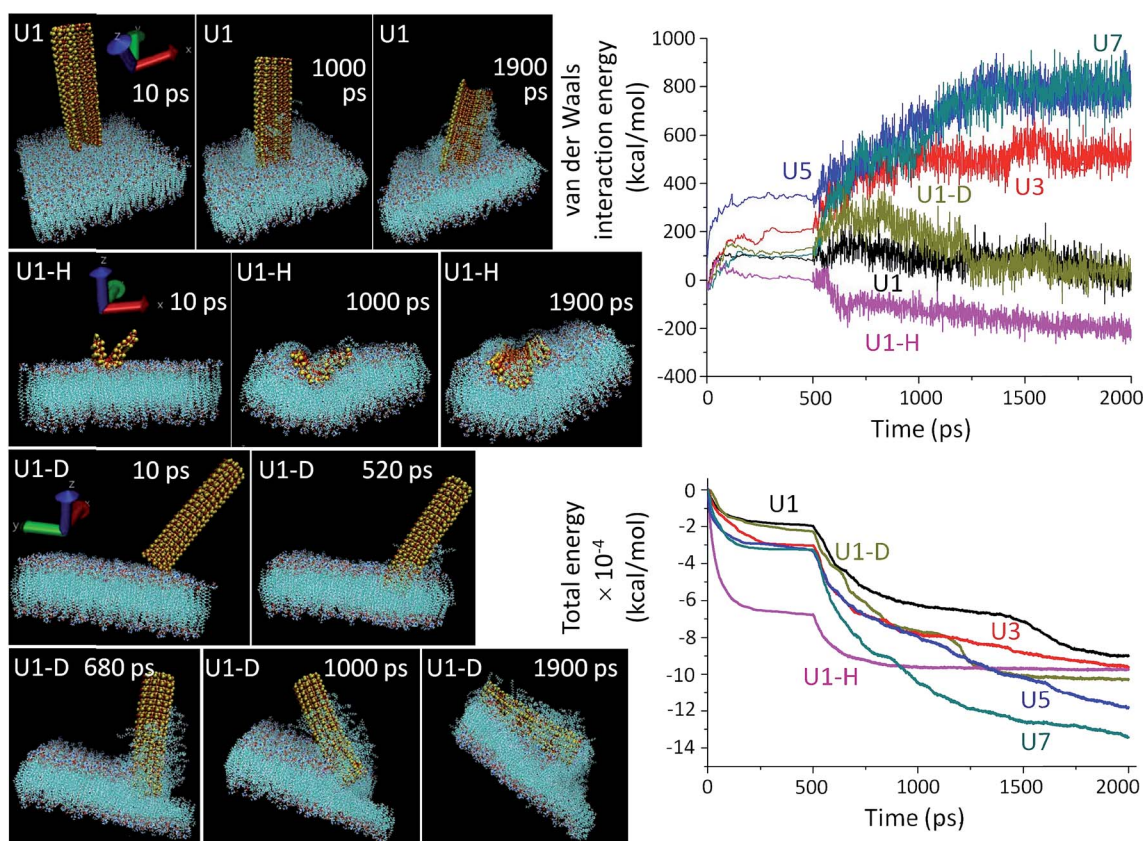 U1
z
y
x
10 ps
U1
1000
ps
U1
1900
ps
U1-H
z
x
10 ps
U1-H
1000 ps
U1-H
1900 ps
U1-D
10 ps
z
x
y
U1-D
520 ps
U1-D 680 ps
U1-D
1000 ps
U1-D
1900 ps
van der Waals
interaction energy
(kcal/mol)
1000
800
600
400
200
0
-200
-400
U7
U5
U3
U1-D
U1
U1-H
0
500
1000
1500
2000
Time (ps)
Total energy
× 10-4
(kcal/mol)
0
-2
-4
-6
-8
-10
-12
-14
U1
U1-D
U3
U1-H
U5
U7
0
500
1000
1500
2000
Time (ps)